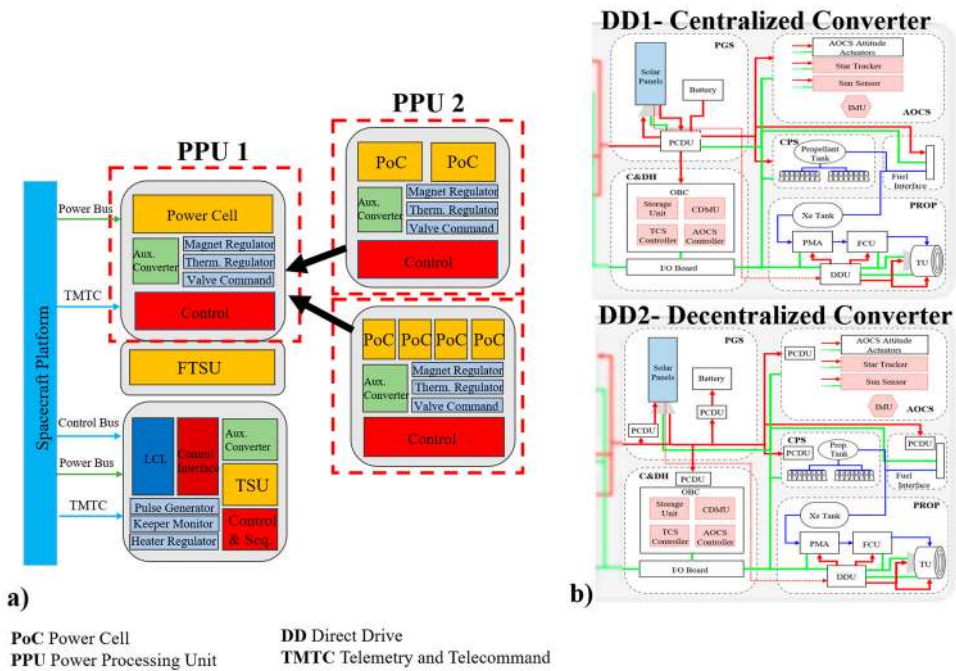 PPU 2
PPU 1
PoC PoC
Aux. Converter
Magnet Regulator
Therm. Regulator
Valve Command
Control
Spacecraft Platform
Power Bus
TMTC
Power Cell
Aux. Converter
Magnet Regulator
Therm. Regulator
Valve Command
Control
FTSU
PoC PoC PoC PoC
Aux. Converter
Magnet Regulator
Therm. Regulator
Valve Command
Control
Control Bus
Power Bus
TMTC
LCL
Control Interface
Aux. Converter
TSU
Pulse Generator
Keeper Monitor
Heater Regulator
Control & Seq.
a)
DD1- Centralized Converter
PGS
Solar Panels
Battery
PCDU
AOCS Attitude Actuators
Star Tracker
Sun Sensor
IMU
AOCS
CPS
Propellant Tank
Fuel Interface
C&DH
OBC
Storage Unit
CDMU
TCS Controller
AOCS Controller
I/O Board
PROP
Xe Tank
PMA
FCU
TU
DDU
DD2- Decentralized Converter
PGS
Solar Panels
Battery
PCDU
PCDU
PCDU
AOCS Attitude Actuators
Star Tracker
Sun Sensor
IMU
AOCS
CPS
PCDU
Prop. Tank
PCDU
Fuel Interface
C&DH
PCDU
OBC
Storage Unit
CDMU
TCS Controller
AOCS Controller
I/O Board
PROP
Xe Tank
PMA
FCU
TU
DDU
b)
PoC Power Cell
PPU Power Processing Unit
DD Direct Drive
TMTC Telemetry and Telecommand